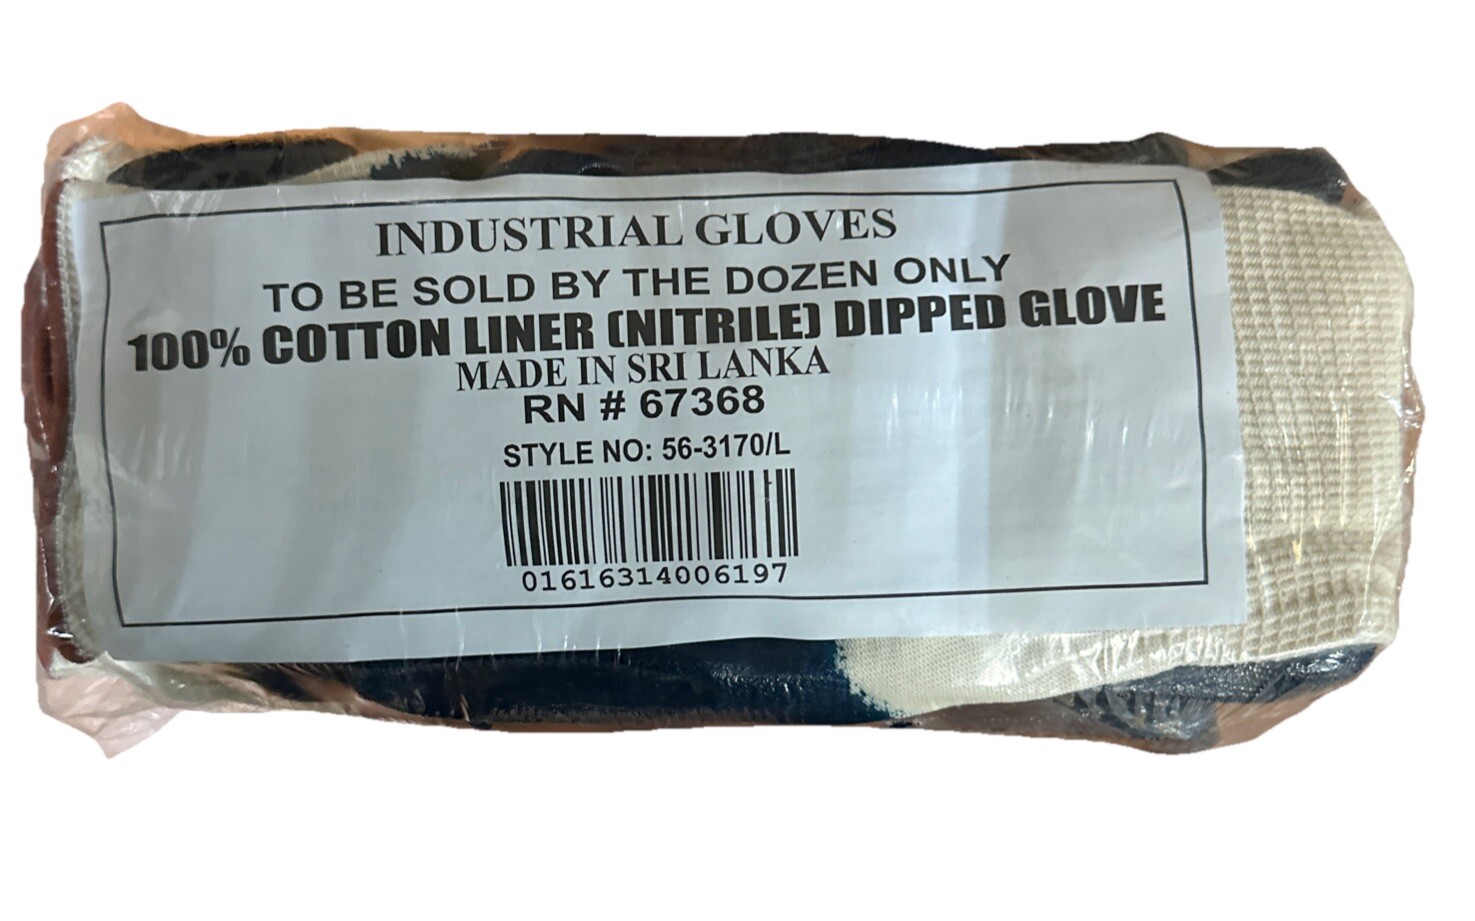 INDUSTRIAL GLOVES
TO BE SOLD BY THE DOZEN ONLY
100% COTTON LINER (NITRILE) DIPPED GLOVE
MADE IN SRI LANKA
RN # 67368
STYLE NO: 56-3170/L
01616314006197